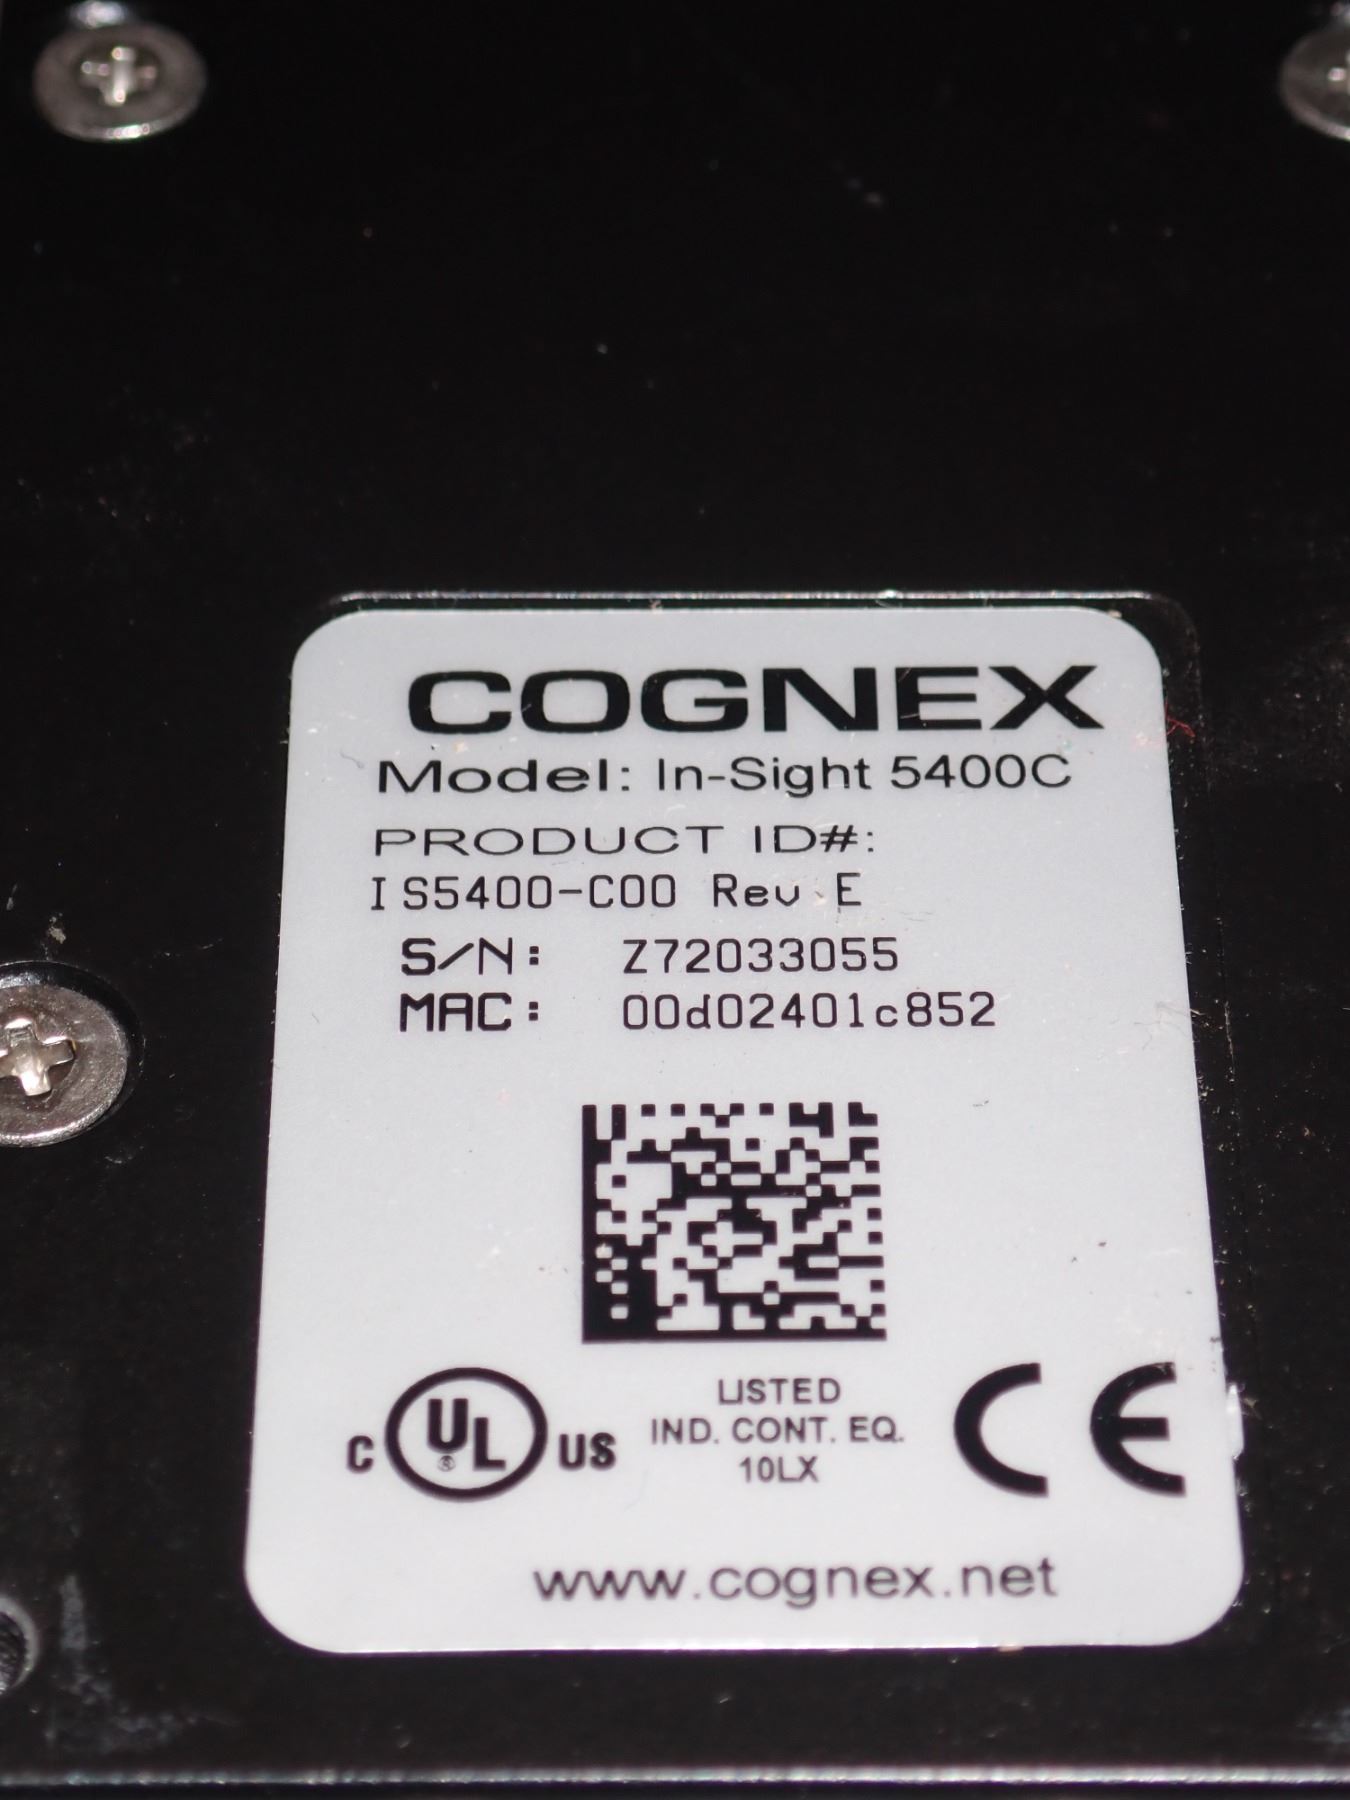 COGNEX
Model: In-Sight 5400C
PRODUCT ID#:
IS5400-C00 Rev E
S/N: Z72033055
MAC: 00d02401c852
C UL® US
LISTED
IND. CONT. EQ.
10LX
CE
www.cognex.net